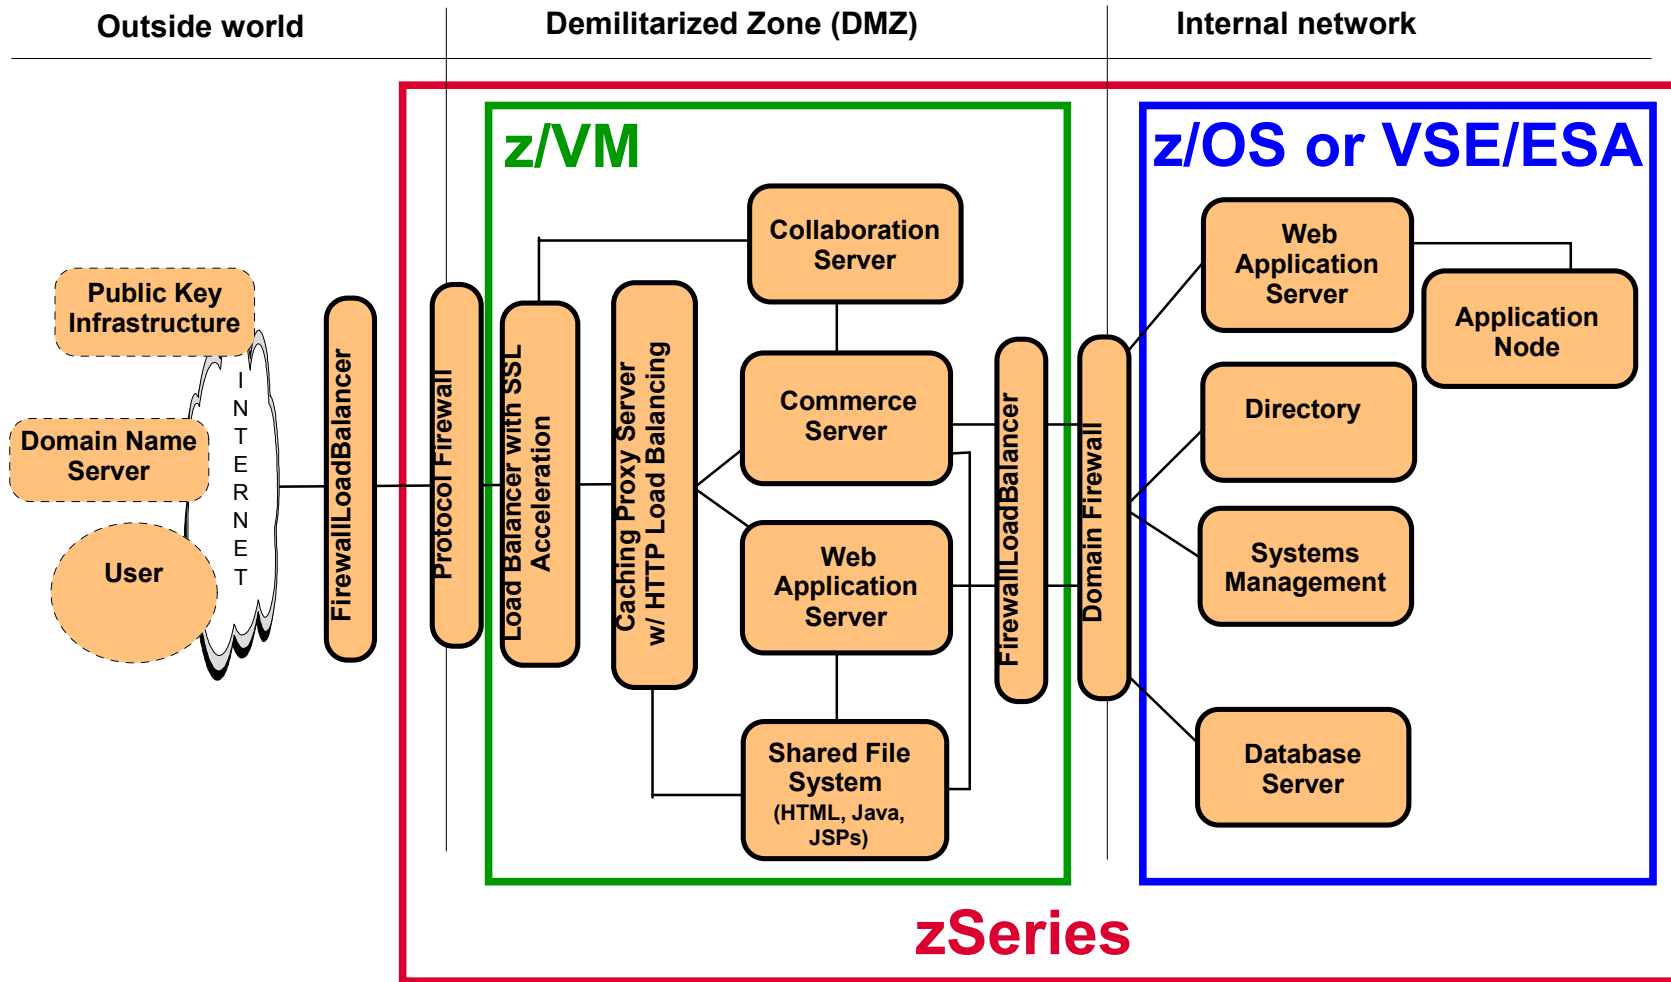 Outside world
Demilitarized Zone (DMZ)
Internal network
z/VM
z/OS or VSE/ESA
Public Key
Infrastructure
Domain Name
Server
User
INTERNET
FirewallLoadBalancer
Protocol Firewall
Load Balancer with SSL
Acceleration
Caching Proxy Server
w/ HTTP Load Balancing
Collaboration
Server
Commerce
Server
Web
Application
Server
Shared File
System
(HTML, Java,
JSPs)
FirewallLoadBalancer
Domain Firewall
Web
Application
Server
Application
Node
Directory
Systems
Management
Database
Server
zSeries